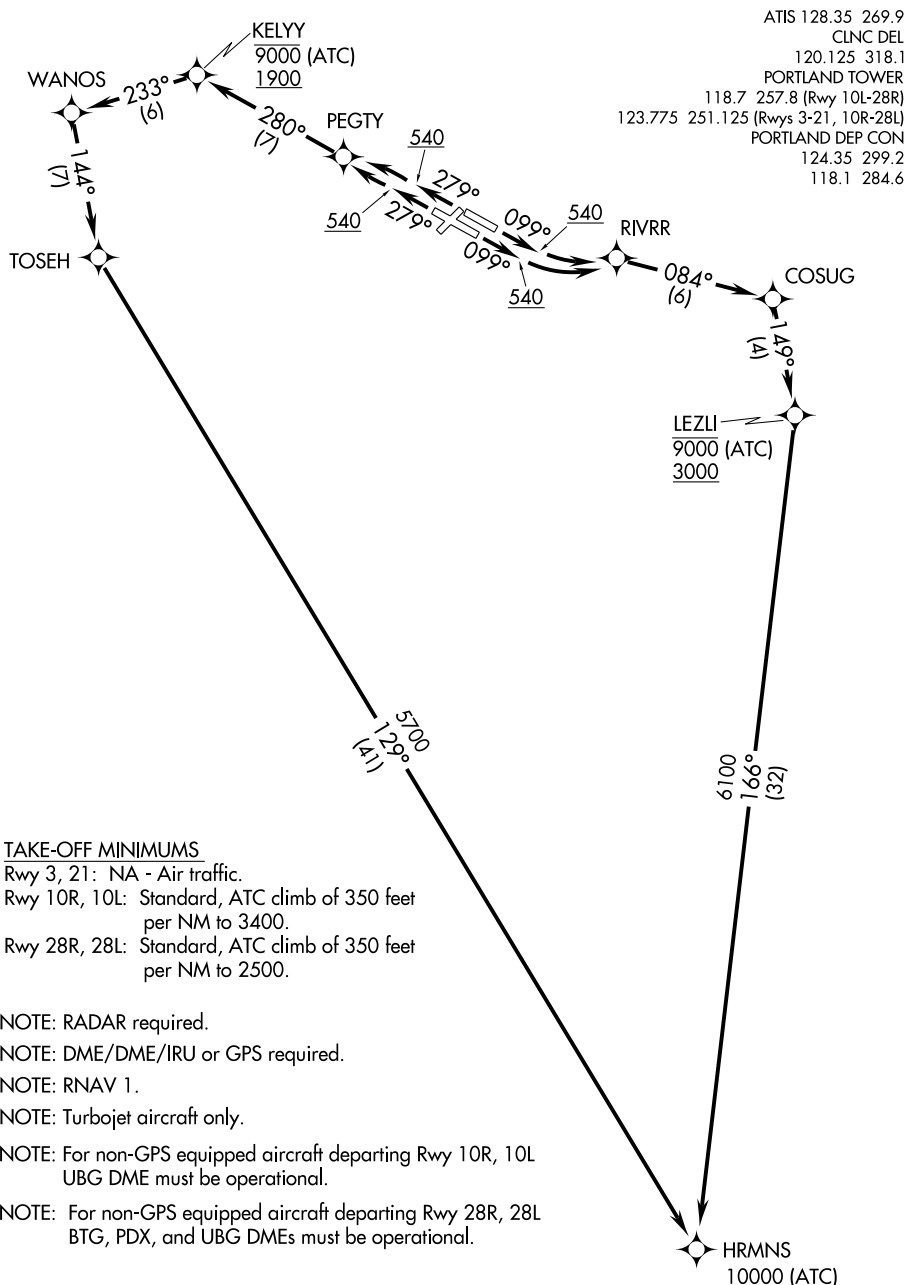 ATIS 128.35 269.9
CLNC DEL
120.125 318.1
PORTLAND TOWER
118.7 257.8 (Rwy 10L-28R)
123.775 251.125 (Rwys 3-21, 10R-28L)
PORTLAND DEP CON
124.35 299.2
118.1 284.6
KELYY
9000 (ATC)
1900
WANOS
233°
(6)
280°
(7)
PEGTY
540
279°
540
279°
099°
540
099°
540
RIVRR
084°
(6)
COSUG
144°
(7)
TOSEH
149°
(4)
LEZLI
9000 (ATC)
3000
5700
129°
(41)
6100
166°
(32)
TAKE-OFF MINIMUMS
Rwy 3, 21: NA - Air traffic.
Rwy 10R, 10L: Standard, ATC climb of 350 feet
per NM to 3400.
Rwy 28R, 28L: Standard, ATC climb of 350 feet
per NM to 2500.
NOTE: RADAR required.
NOTE: DME/DME/IRU or GPS required.
NOTE: RNAV 1.
NOTE: Turbojet aircraft only.
NOTE: For non-GPS equipped aircraft departing Rwy 10R, 10L
UBG DME must be operational.
NOTE: For non-GPS equipped aircraft departing Rwy 28R, 28L
BTG, PDX, and UBG DMEs must be operational.
HRMNS
10000 (ATC)